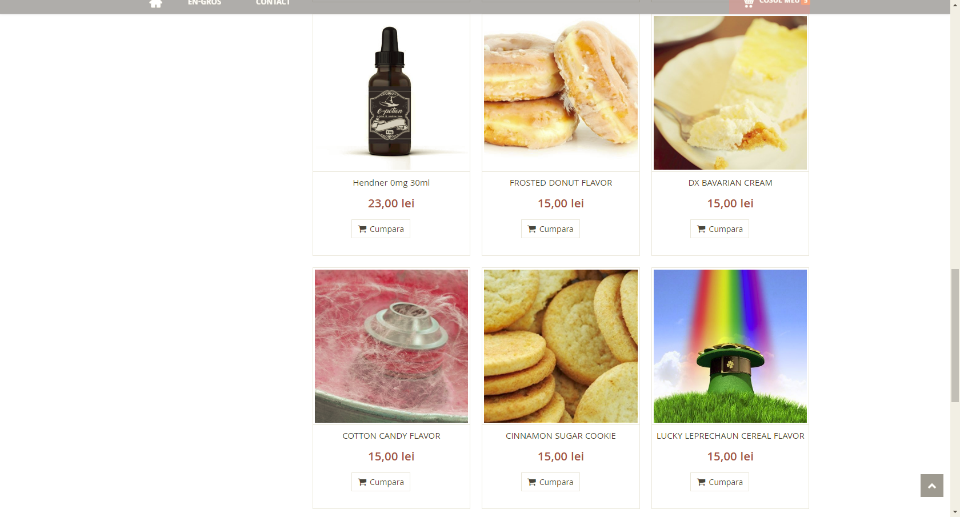 EN-GROS
CONTACT
COSUL MEU
e-potion
Hendner 0mg 30ml
23,00 lei
Cumpara
FROSTED DONUT FLAVOR
15,00 lei
Cumpara
DX BAVARIAN CREAM
15,00 lei
Cumpara
COTTON CANDY FLAVOR
15,00 lei
Cumpara
CINNAMON SUGAR COOKIE
15,00 lei
Cumpara
LUCKY LEPRECHAUN CEREAL FLAVOR
15,00 lei
Cumpara